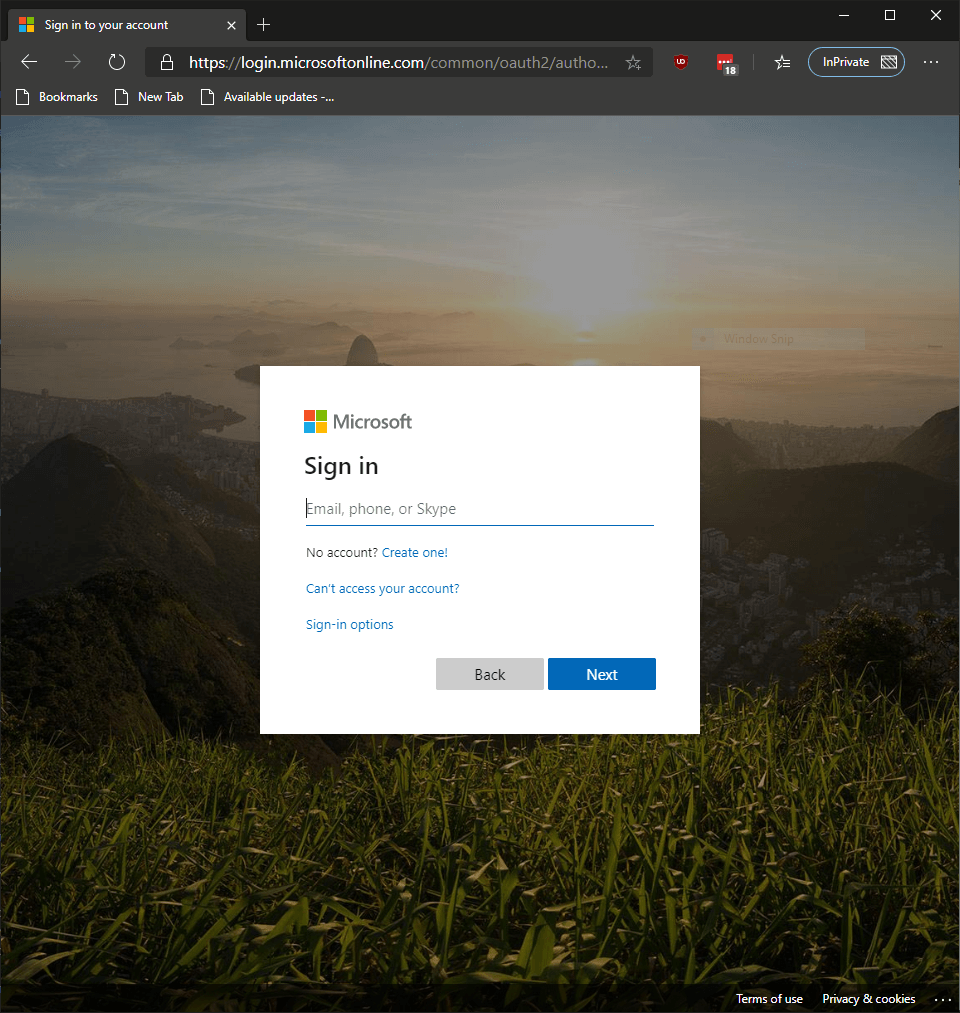 Sign in to your account
https://login.microsoftonline.com/common/oauth2/autho...
18
InPrivate
Bookmarks
New Tab
Available updates -...
Window Snip
Microsoft
Sign in
Email, phone, or Skype
No account? Create one!
Can't access your account?
Sign-in options
Back
Next
Terms of use
Privacy & cookies
...